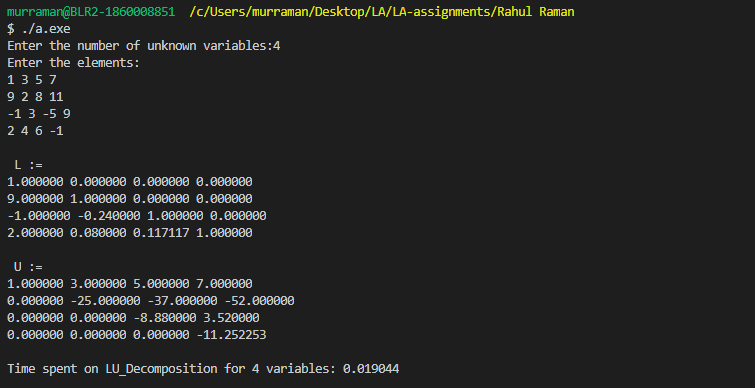 murraman@BLR2-1860008851 /c/Users/murraman/Desktop/LA/LA-assignments/Rahul Raman
$ ./a.exe
Enter the number of unknown variables:4
Enter the elements:
1 3 5 7
9 2 8 11
-1 3 -5 9
2 4 6 -1
L :=
1.000000 0.000000 0.000000 0.000000
9.000000 1.000000 0.000000 0.000000
-1.000000 -0.240000 1.000000 0.000000
2.000000 0.080000 0.117117 1.000000
U :=
1.000000 3.000000 5.000000 7.000000
0.000000 -25.000000 -37.000000 -52.000000
0.000000 0.000000 -8.880000 3.520000
0.000000 0.000000 0.000000 -11.252253
Time spent on LU_Decomposition for 4 variables: 0.019044